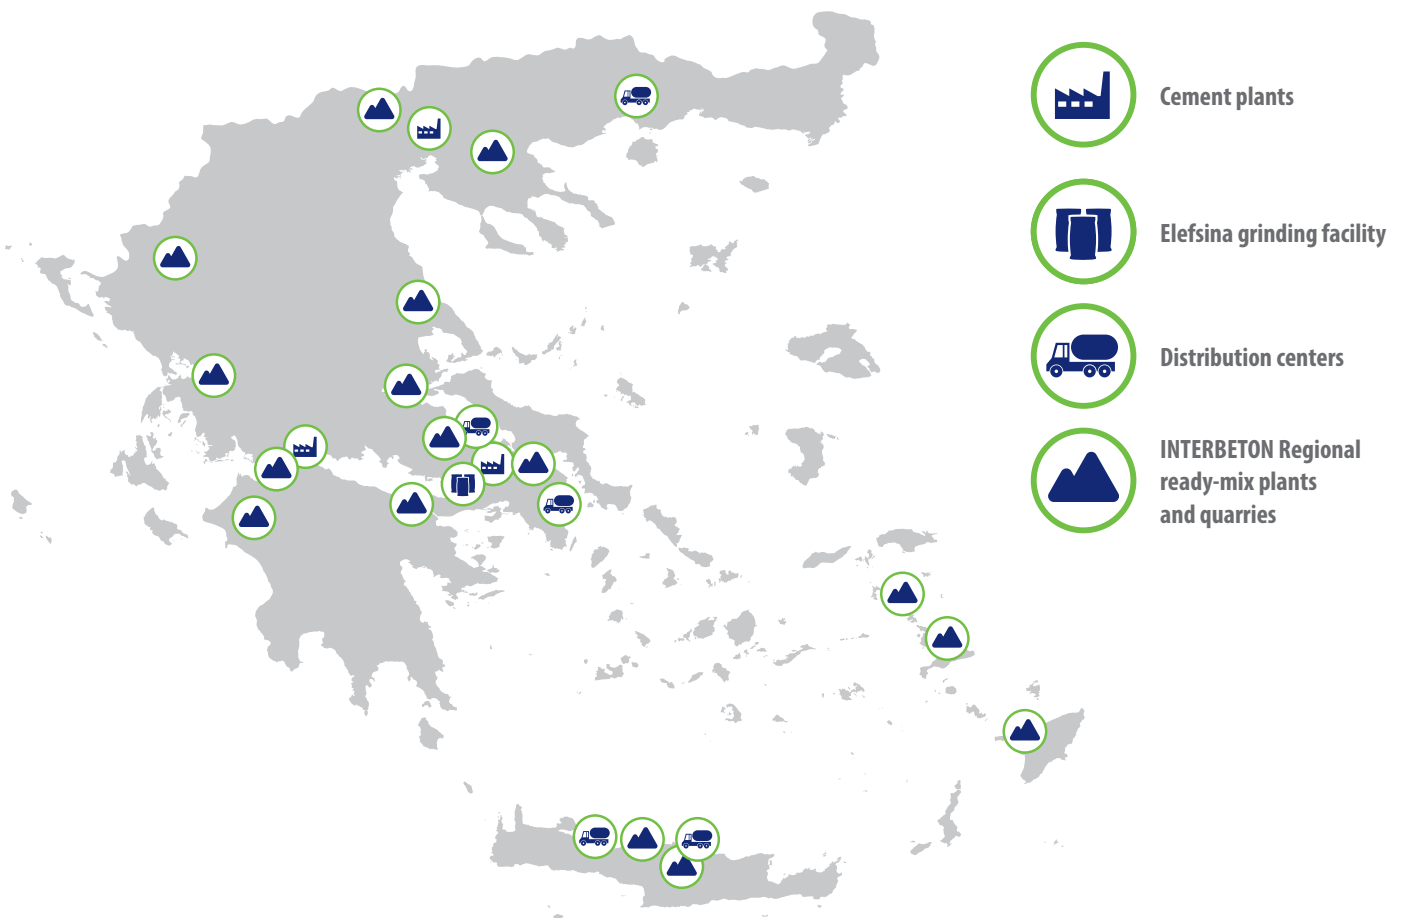 Cement plants
Elefsina grinding facility
Distribution centers
INTERBETON Regional
ready-mix plants
and quarries